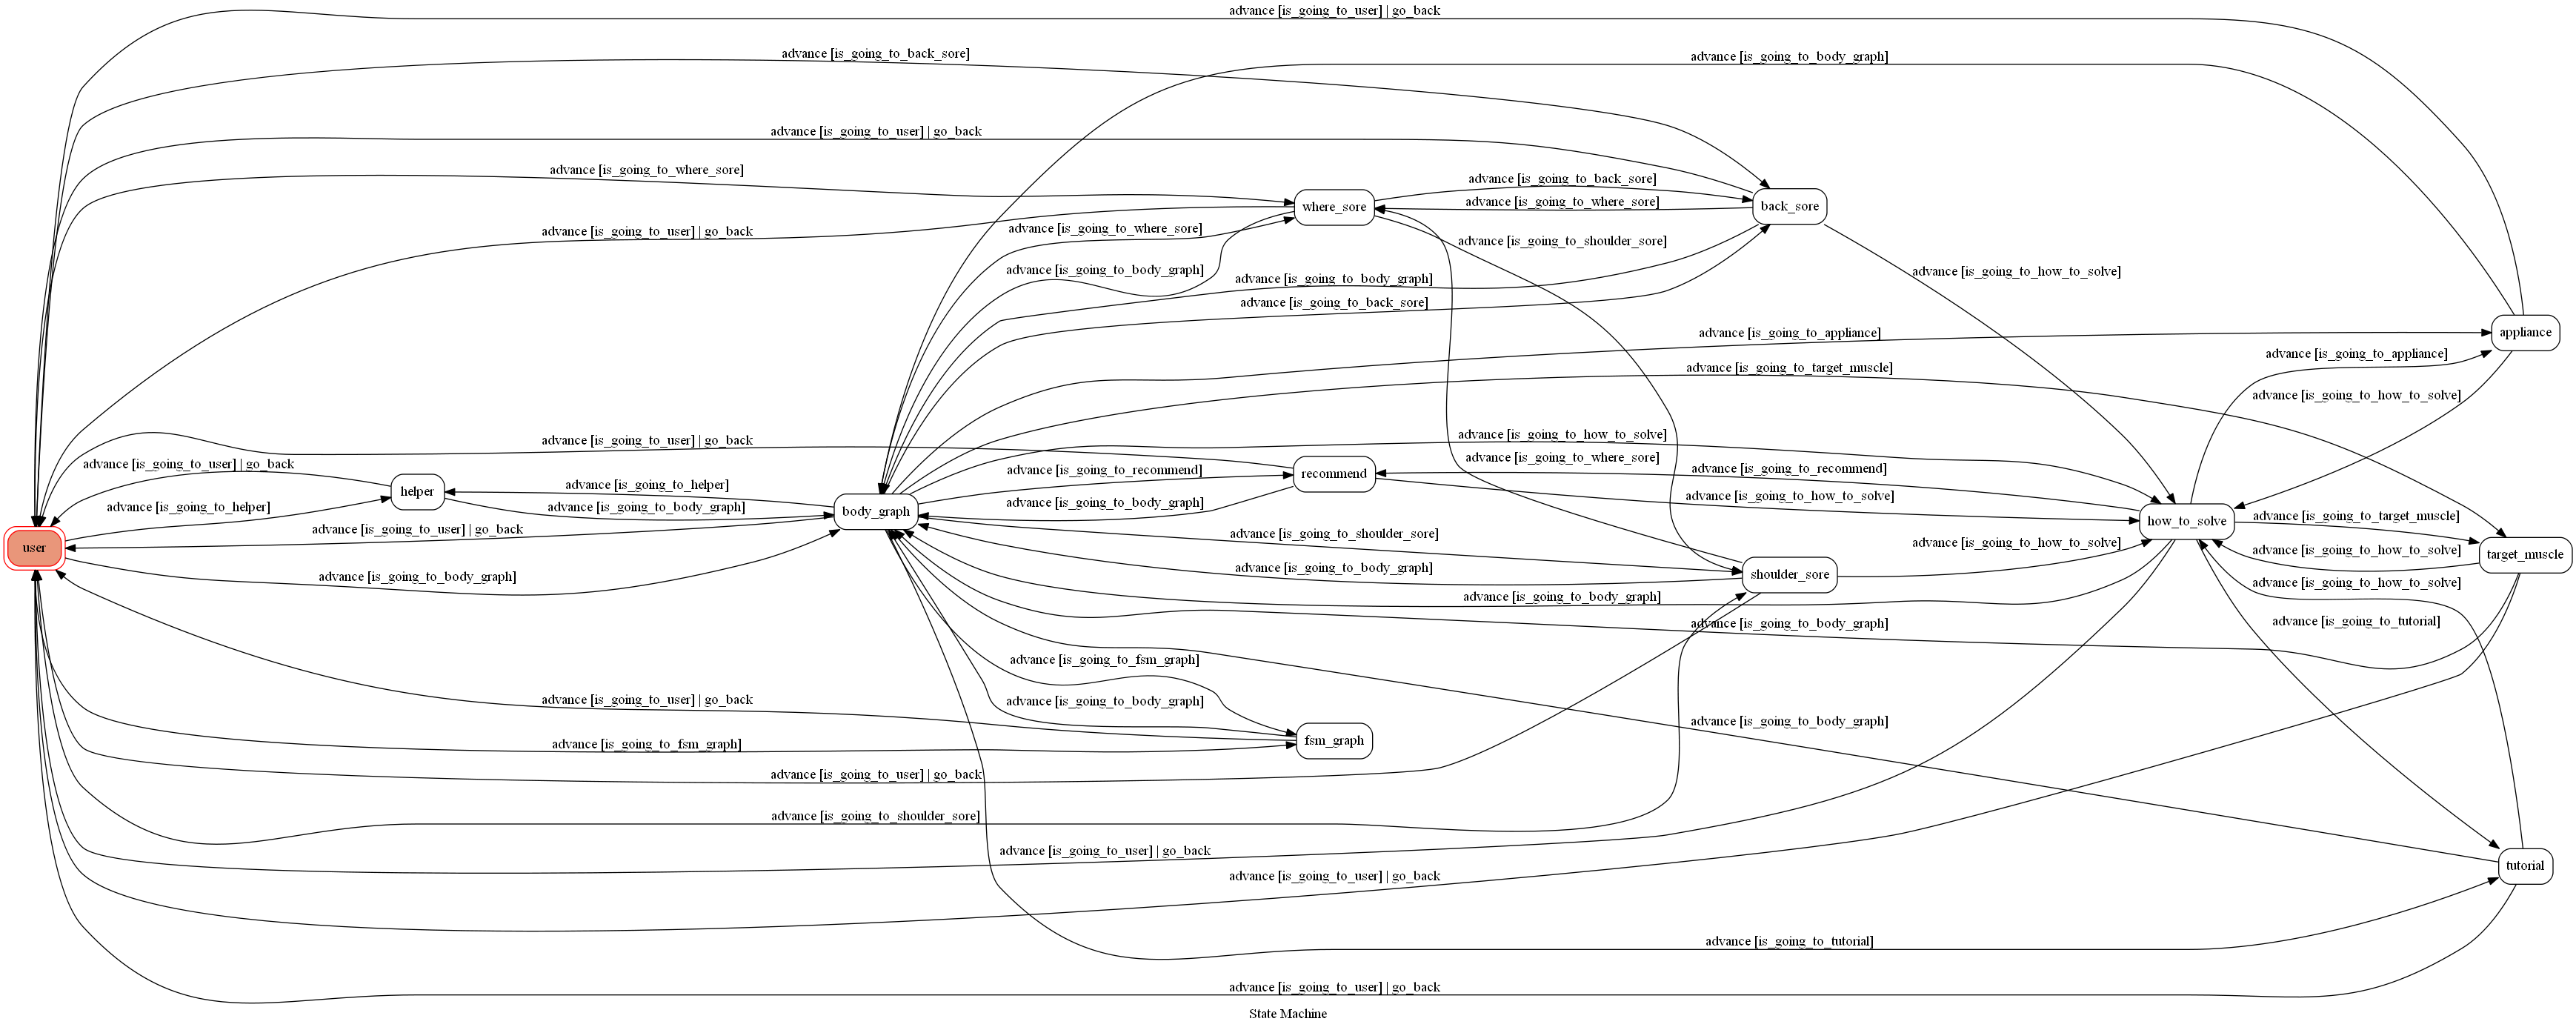 advance [is_going_to_user] | go_back
advance [is_going_to_back_sore]
advance [is_going_to_body_graph]
advance [is_going_to_user] | go_back
advance [is_going_to_where_sore]
advance [is_going_to_back_sore]
advance [is_going_to_where_sore]
where_sore
back_sore
advance [is_going_to_user] | go_back
advance [is_going_to_where_sore]
advance [is_going_to_shoulder_sore]
advance [is_going_to_body_graph]
advance [is_going_to_body_graph]
advance [is_going_to_how_to_solve]
advance [is_going_to_back_sore]
advance [is_going_to_appliance]
appliance
advance [is_going_to_appliance]
advance [is_going_to_target_muscle]
advance [is_going_to_how_to_solve]
advance [is_going_to_user] | go_back
advance [is_going_to_how_to_solve]
advance [is_going_to_where_sore]
advance [is_going_to_user] | go_back
advance [is_going_to_recommend]
recommend
advance [is_going_to_recommend]
helper
advance [is_going_to_helper]
advance [is_going_to_how_to_solve]
advance [is_going_to_helper]
advance [is_going_to_body_graph]
advance [is_going_to_body_graph]
body_graph
how_to_solve
advance [is_going_to_target_muscle]
advance [is_going_to_user] | go_back
advance [is_going_to_shoulder_sore]
advance [is_going_to_how_to_solve]
user
advance [is_going_to_how_to_solve]
target_muscle
advance [is_going_to_body_graph]
advance [is_going_to_body_graph]
shoulder_sore
advance [is_going_to_how_to_solve]
advance [is_going_to_body_graph]
advance [is_going_to_body_graph]
advance [is_going_to_tutorial]
advance [is_going_to_fsm_graph]
advance [is_going_to_user] | go_back
advance [is_going_to_body_graph]
advance [is_going_to_body_graph]
fsm_graph
advance [is_going_to_fsm_graph]
advance [is_going_to_user] | go_back
advance [is_going_to_shoulder_sore]
advance [is_going_to_user] | go_back
tutorial
advance [is_going_to_user] | go_back
advance [is_going_to_tutorial]
advance [is_going_to_user] | go_back
State Machine